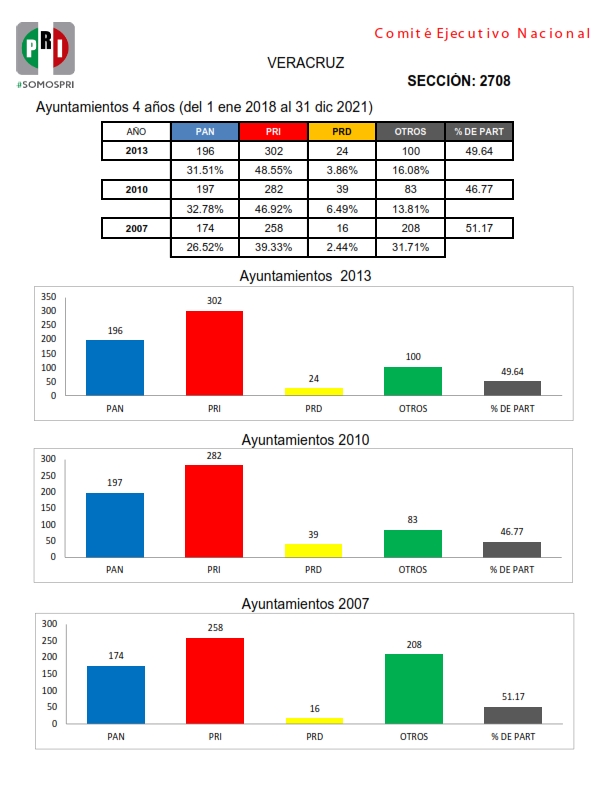 Comité Ejecutivo Nacional
PRI
#SOMOSPRI
VERACRUZ
SECCIÓN: 2708
Ayuntamientos 4 años (del 1 ene 2018 al 31 dic 2021)
AÑO PAN PRI PRD OTROS % DE PART
2013 196 302 24 100 49.64
31.51% 48.55% 3.86% 16.08%
2010 197 282 39 83 46.77
32.78% 46.92% 6.49% 13.81%
2007 174 258 16 208 51.17
26.52% 39.33% 2.44% 31.71%
Ayuntamientos 2013
350
300
250
200
150
100
50
0
196 302 24 100 49.64
PAN PRI PRD OTROS % DE PART
Ayuntamientos 2010
300
250
200
150
100
50
0
197 282 39 83 46.77
PAN PRI PRD OTROS % DE PART
Ayuntamientos 2007
300
250
200
150
100
50
0
174 258 16 208 51.17
PAN PRI PRD OTROS % DE PART